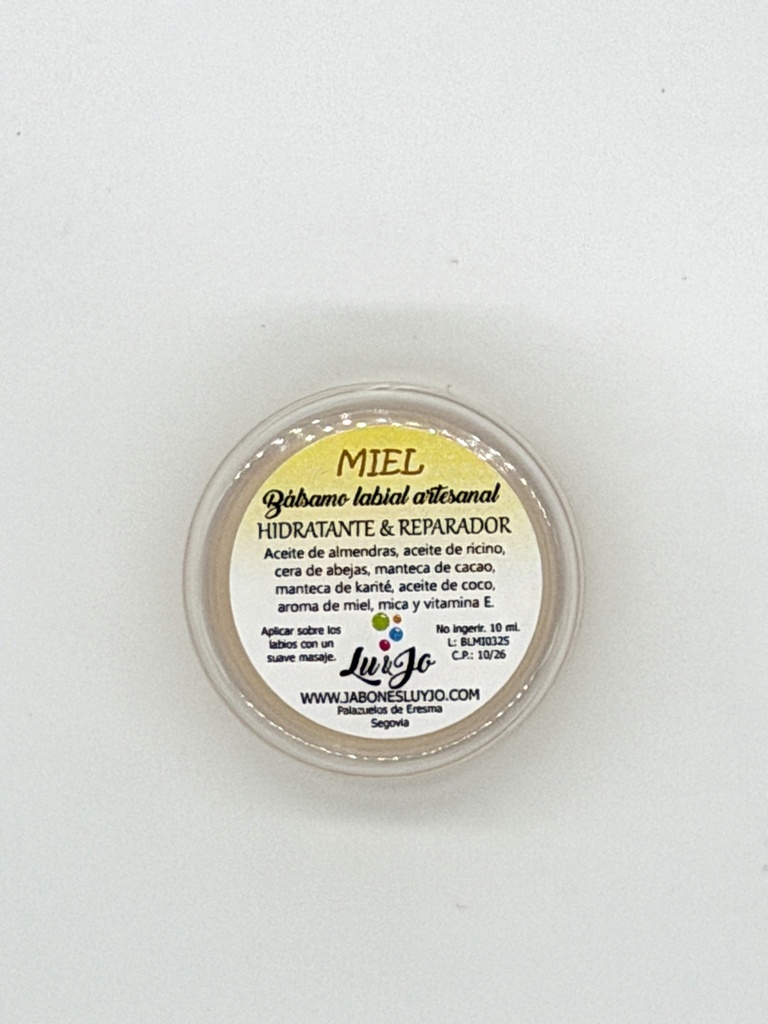 MIEL
Bálsamo labial artesanal
HIDRATANTE & REPARADOR
Aceite de almendras, aceite de ricino,
cera de abejas, manteca de cacao,
manteca de karité, aceite de coco,
aroma de miel, mica y vitamina E.
Aplicar sobre los
labios con un
suave masaje.
No ingerir. 10 ml.
L: BLMI0325
C.P.: 10/26
Lu&Jo
WWW.JABONESLUYJO.COM
Palazuelos de Eresma
Segovia